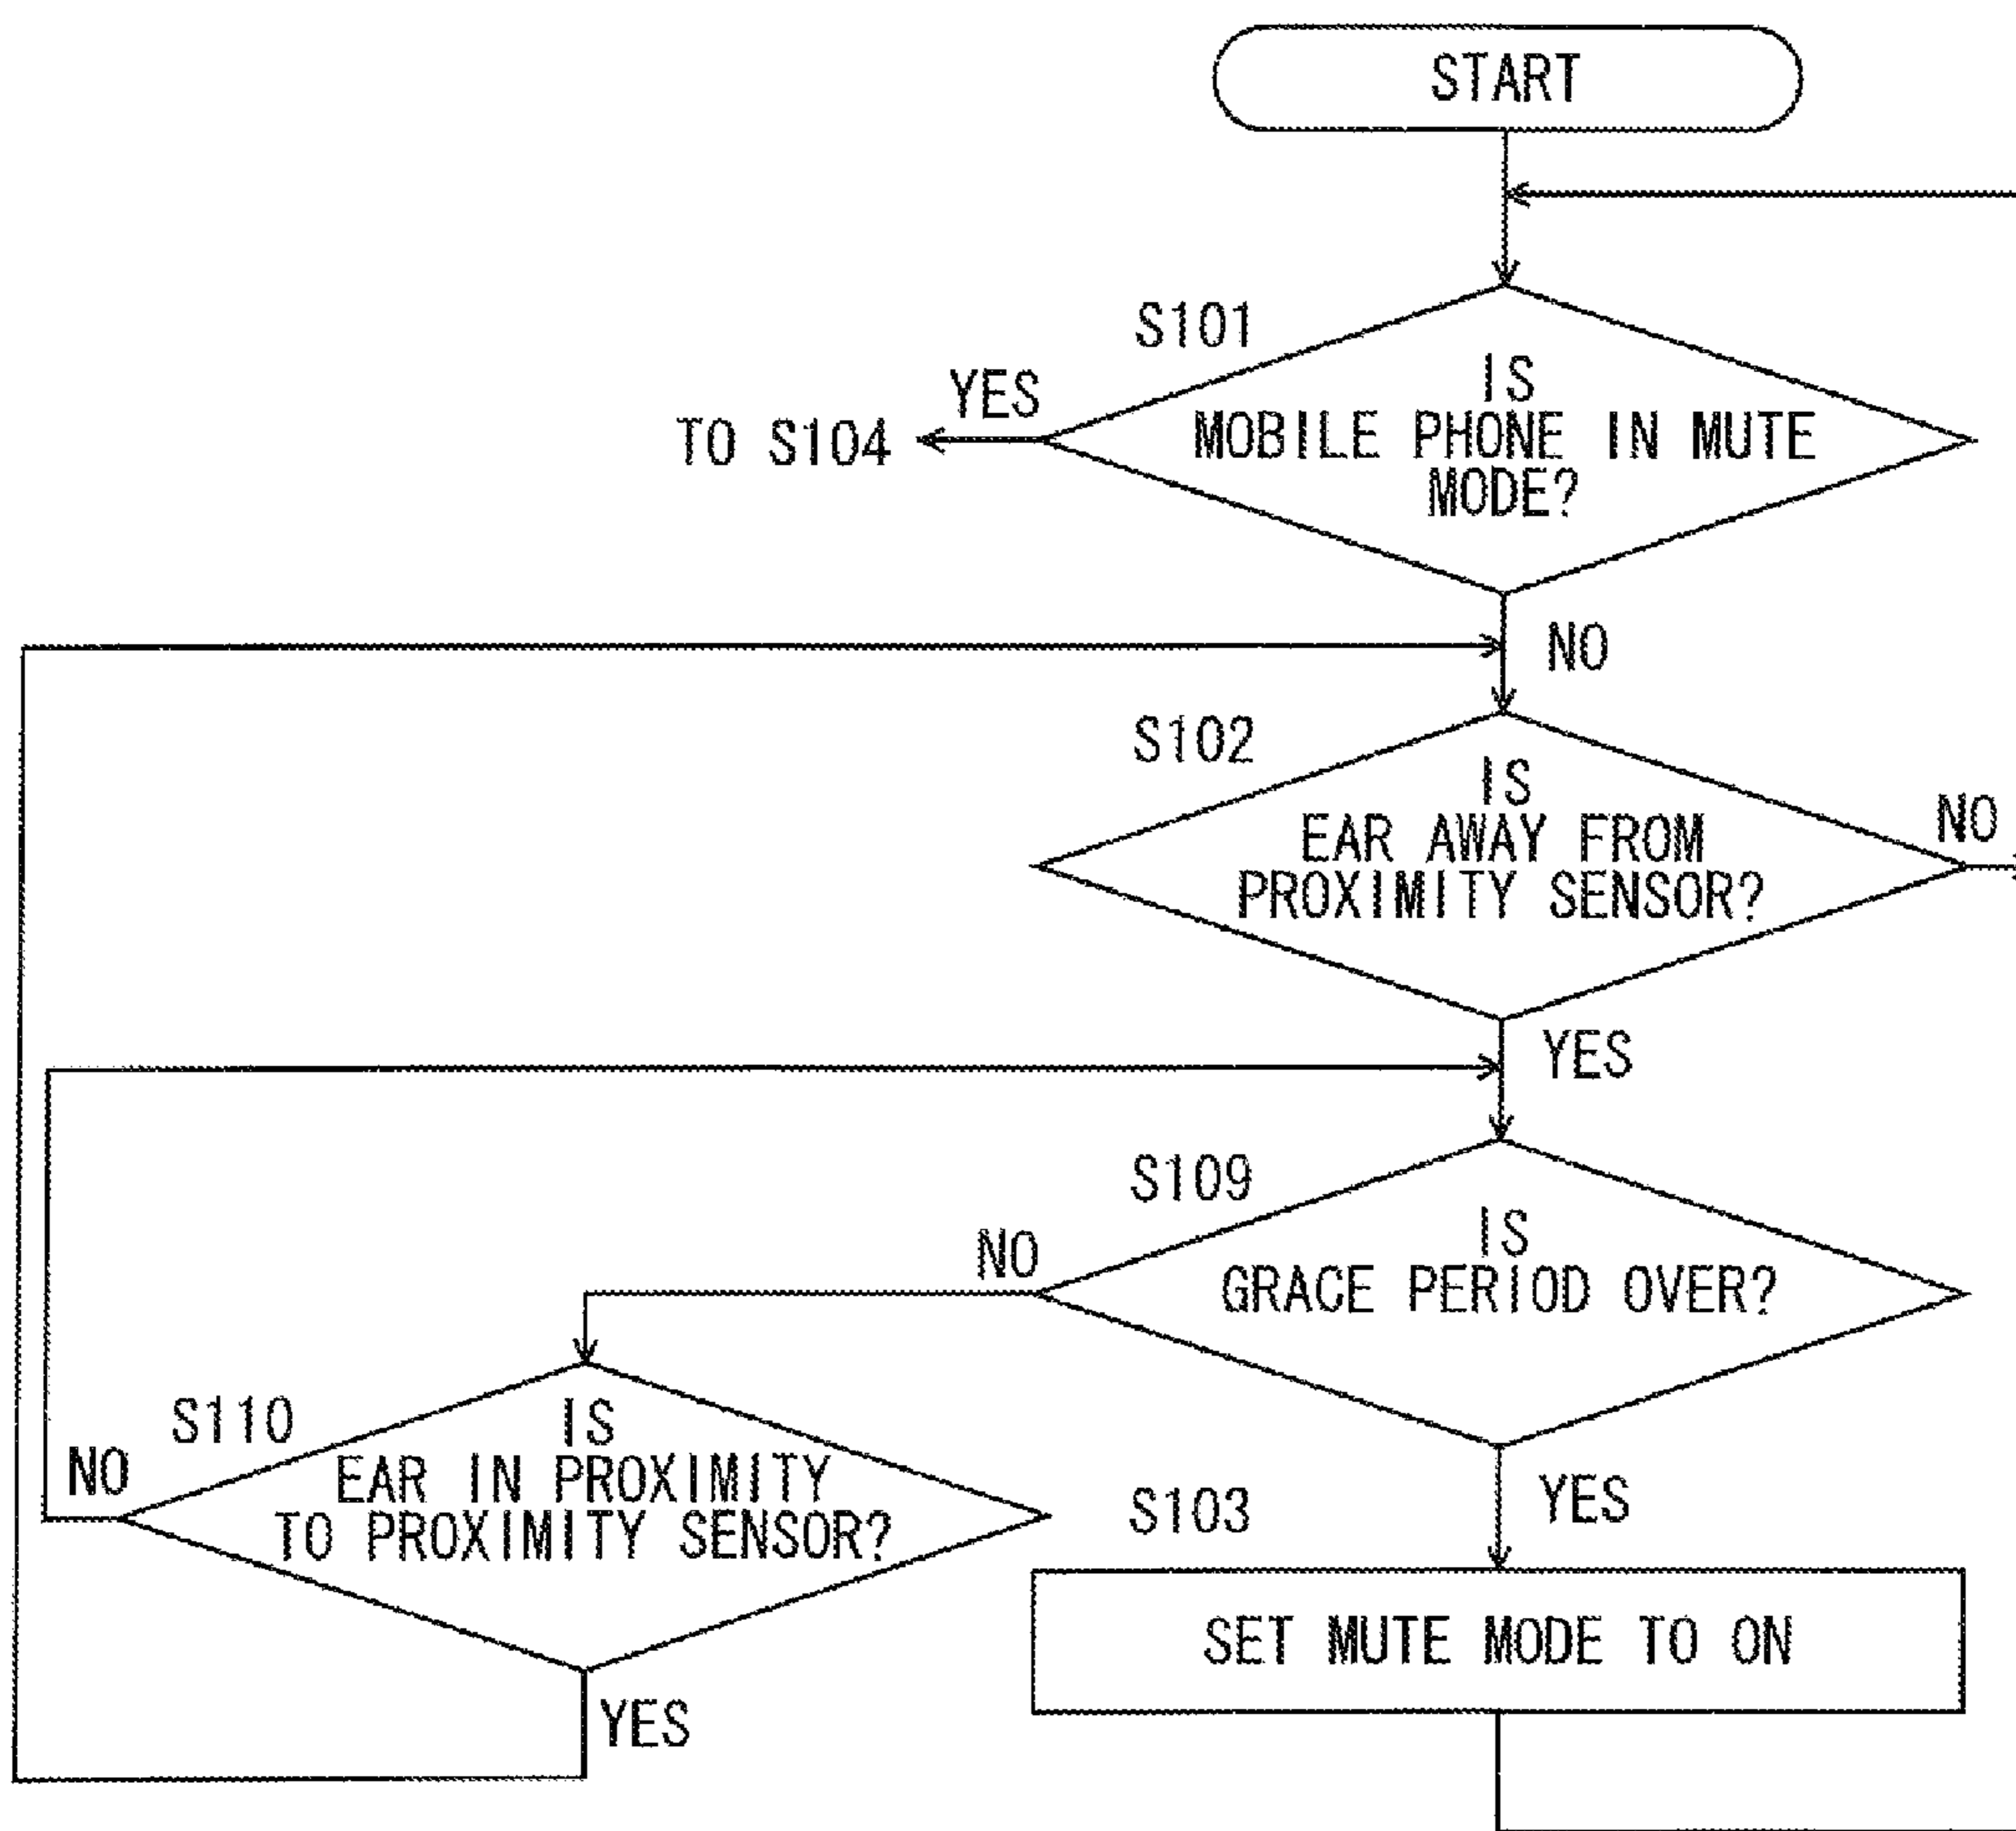 START
S101
IS
MOBILE PHONE IN MUTE
MODE?
YES
TO S104
NO
S102
IS
EAR AWAY FROM
PROXIMITY SENSOR?
NO
YES
S109
IS
GRACE PERIOD OVER?
NO
S110
IS
EAR IN PROXIMITY
TO PROXIMITY SENSOR?
NO
YES
YES
S103
SET MUTE MODE TO ON